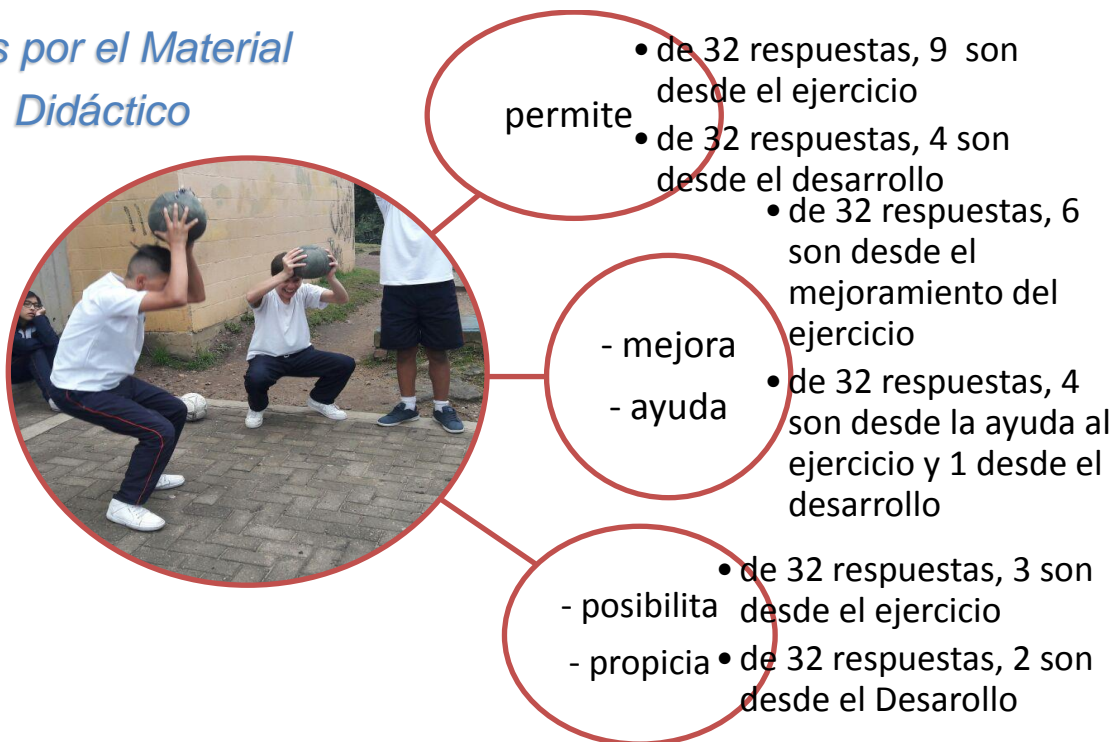 s por el Material
Didáctico
permite
• de 32 respuestas, 9 son
desde el ejercicio
• de 32 respuestas, 4 son
desde el desarrollo
- mejora
- ayuda
• de 32 respuestas, 6
son desde el
mejoramiento del
ejercicio
• de 32 respuestas, 4
son desde la ayuda al
ejercicio y 1 desde el
desarrollo
- posibilita
- propicia
• de 32 respuestas, 3 son
desde el ejercicio
• de 32 respuestas, 2 son
desde el Desarollo